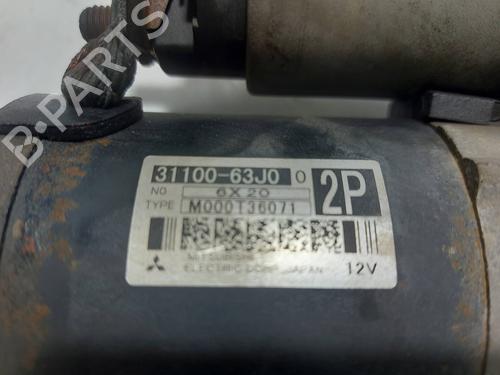 B-PARTS
31100-63J0 0
2P
NO 6X20
TYPE M000T36071
MITSUBISHI
ELECTRIC CORP. JAPAN 12V